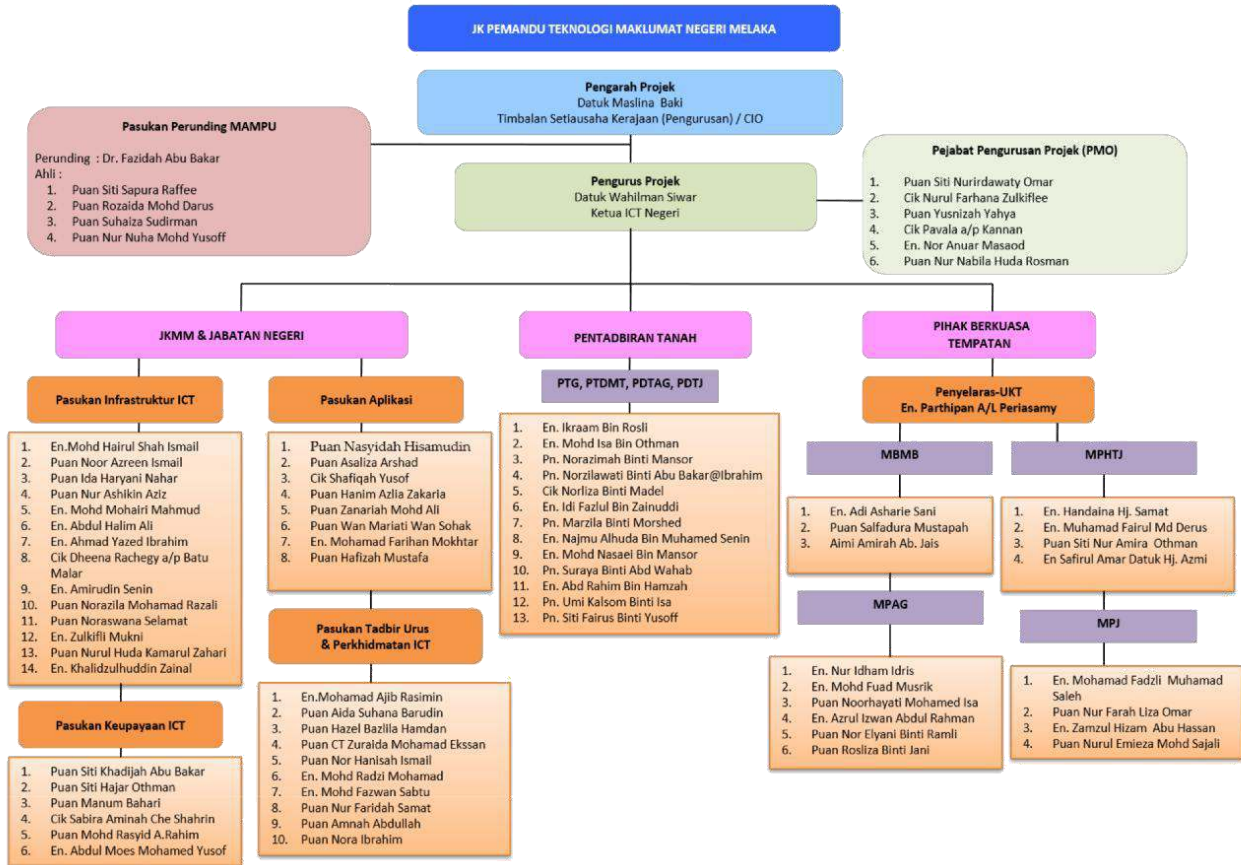 JK PEMANDU TEKNOLOGI MAKLUMAT NEGERI MELAKA
Pengarah Projek
Datuk Maslina Baki
Timbalan Setiausaha Kerajaan (Pengurusan) / CIO
Pasukan Perunding MAMPU
Perunding : Dr. Fazidah Abu Bakar
Ahli :
1. Puan Siti Sapura Raffee
2. Puan Rozaida Mohd Darus
3. Puan Suhaiza Sudirman
4. Puan Nur Nuha Mohd Yusoff
Pengurus Projek
Datuk Wahilman Siwar
Ketua ICT Negeri
Pejabat Pengurusan Projek (PMO)
1. Puan Siti Nurirdawaty Omar
2. Cik Nurul Farhana Zulkiflee
3. Puan Yusnizah Yahya
4. Cik Pavala a/p Kannan
5. En. Nor Anuar Masaod
6. Puan Nur Nabila Huda Rosman
JKMM & JABATAN NEGERI
Pasukan Infrastruktur ICT
1. En.Mohd Hairul Shah Ismail
2. Puan Noor Azreen Ismail
3. Puan Ida Haryani Nahar
4. Puan Nur Ashikin Aziz
5. En. Mohd Mohairi Mahmud
6. En. Abdul Halim Ali
7. En. Ahmad Yazed Ibrahim
8. Cik Dheena Rachegy a/p Batu
Malar
9. En. Amirudin Senin
10. Puan Norazila Mohamad Razali
11. Puan Noraswana Selamat
12. En. Zulkifli Mukni
13. Puan Nurul Huda Kamarul Zahari
14. En. Khalidzulhuddin Zainal
Pasukan Keupayaan ICT
1. Puan Siti Khadijah Abu Bakar
2. Puan Siti Hajar Othman
3. Puan Manum Bahari
4. Cik Sabira Aminah Che Shahrin
5. Puan Mohd Rasyid A.Rahim
6. En. Abdul Moes Mohamed Yusof
Pasukan Aplikasi
1. Puan Nasyidah Hisamudin
2. Puan Asaliza Arshad
3. Cik Shafiqah Yusof
4. Puan Hanim Azlia Zakaria
5. Puan Zanariah Mohd Ali
6. Puan Wan Mariati Wan Sohak
7. En. Mohamad Farihan Mokhtar
8. Puan Hafizah Mustafa
Pasukan Tadbir Urus
& Perkhidmatan ICT
1. En.Mohamad Ajib Rasimin
2. Puan Aida Suhana Barudin
3. Puan Hazel Bazlila Hamdan
4. Puan CT Zuraida Mohamad Ekssan
5. Puan Nor Hanisah Ismail
6. En. Mohd Radzi Mohamad
7. En. Mohd Fazwan Sabtu
8. Puan Nur Faridah Samat
9. Puan Amnah Abdullah
10. Puan Nora Ibrahim
PENTADBIRAN TANAH
PTG, PTDMT, PDTAG, PDTJ
1. En. Ikraam Bin Rosli
2. En. Mohd Isa Bin Othman
3. Pn. Norazimah Binti Mansor
4. Pn. Norzilawati Binti Abu Bakar@Ibrahim
5. Cik Norliza Binti Madel
6. En. Idi Fazlul Bin Zainuddi
7. Pn. Marzila Binti Morshed
8. En. Najmu Alhuda Bin Muhamed Senin
9. En. Mohd Nasaei Bin Mansor
10. Pn. Suraya Binti Abd Wahab
11. En. Abd Rahim Bin Hamzah
12. Pn. Umi Kalsom Binti Isa
13. Pn. Siti Fairus Binti Yusoff
PIHAK BERKUASA
TEMPATAN
Penyelaras-UKT
En. Parthipan A/L Periasamy
MBMB
1. En. Adi Asharie Sani
2. Puan Salfadura Mustapah
3. Aimi Amirah Ab. Jais
MPHTJ
1. En. Handaina Hj. Samat
2. En. Muhamad Fairul Md Derus
3. Puan Siti Nur Amira Othman
4. En Safirul Amar Datuk Hj. Azmi
MPAG
1. En. Nur Idham Idris
2. En. Mohd Fuad Musrik
3. Puan Noorhayati Mohamed Isa
4. En. Azrul Izwan Abdul Rahman
5. Puan Nor Elyani Binti Ramli
6. Puan Rosliza Binti Jani
MPJ
1. En. Mohamad Fadzli Muhamad
Saleh
2. Puan Nur Farah Liza Omar
3. En. Zamzul Hizam Abu Hassan
4. Puan Nurul Emieza Mohd Sajali